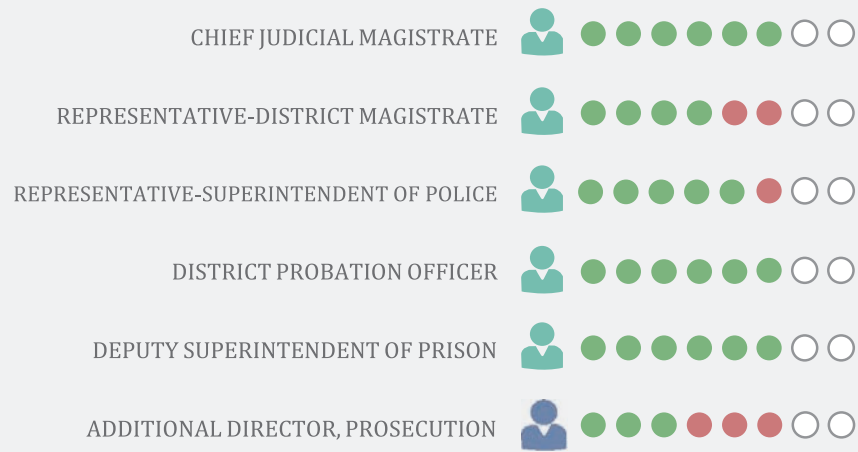 CHIEF JUDICIAL MAGISTRATE
REPRESENTATIVE-DISTRICT MAGISTRATE
REPRESENTATIVE-SUPERINTENDENT OF POLICE
DISTRICT PROBATION OFFICER
DEPUTY SUPERINTENDENT OF PRISON
ADDITIONAL DIRECTOR, PROSECUTION